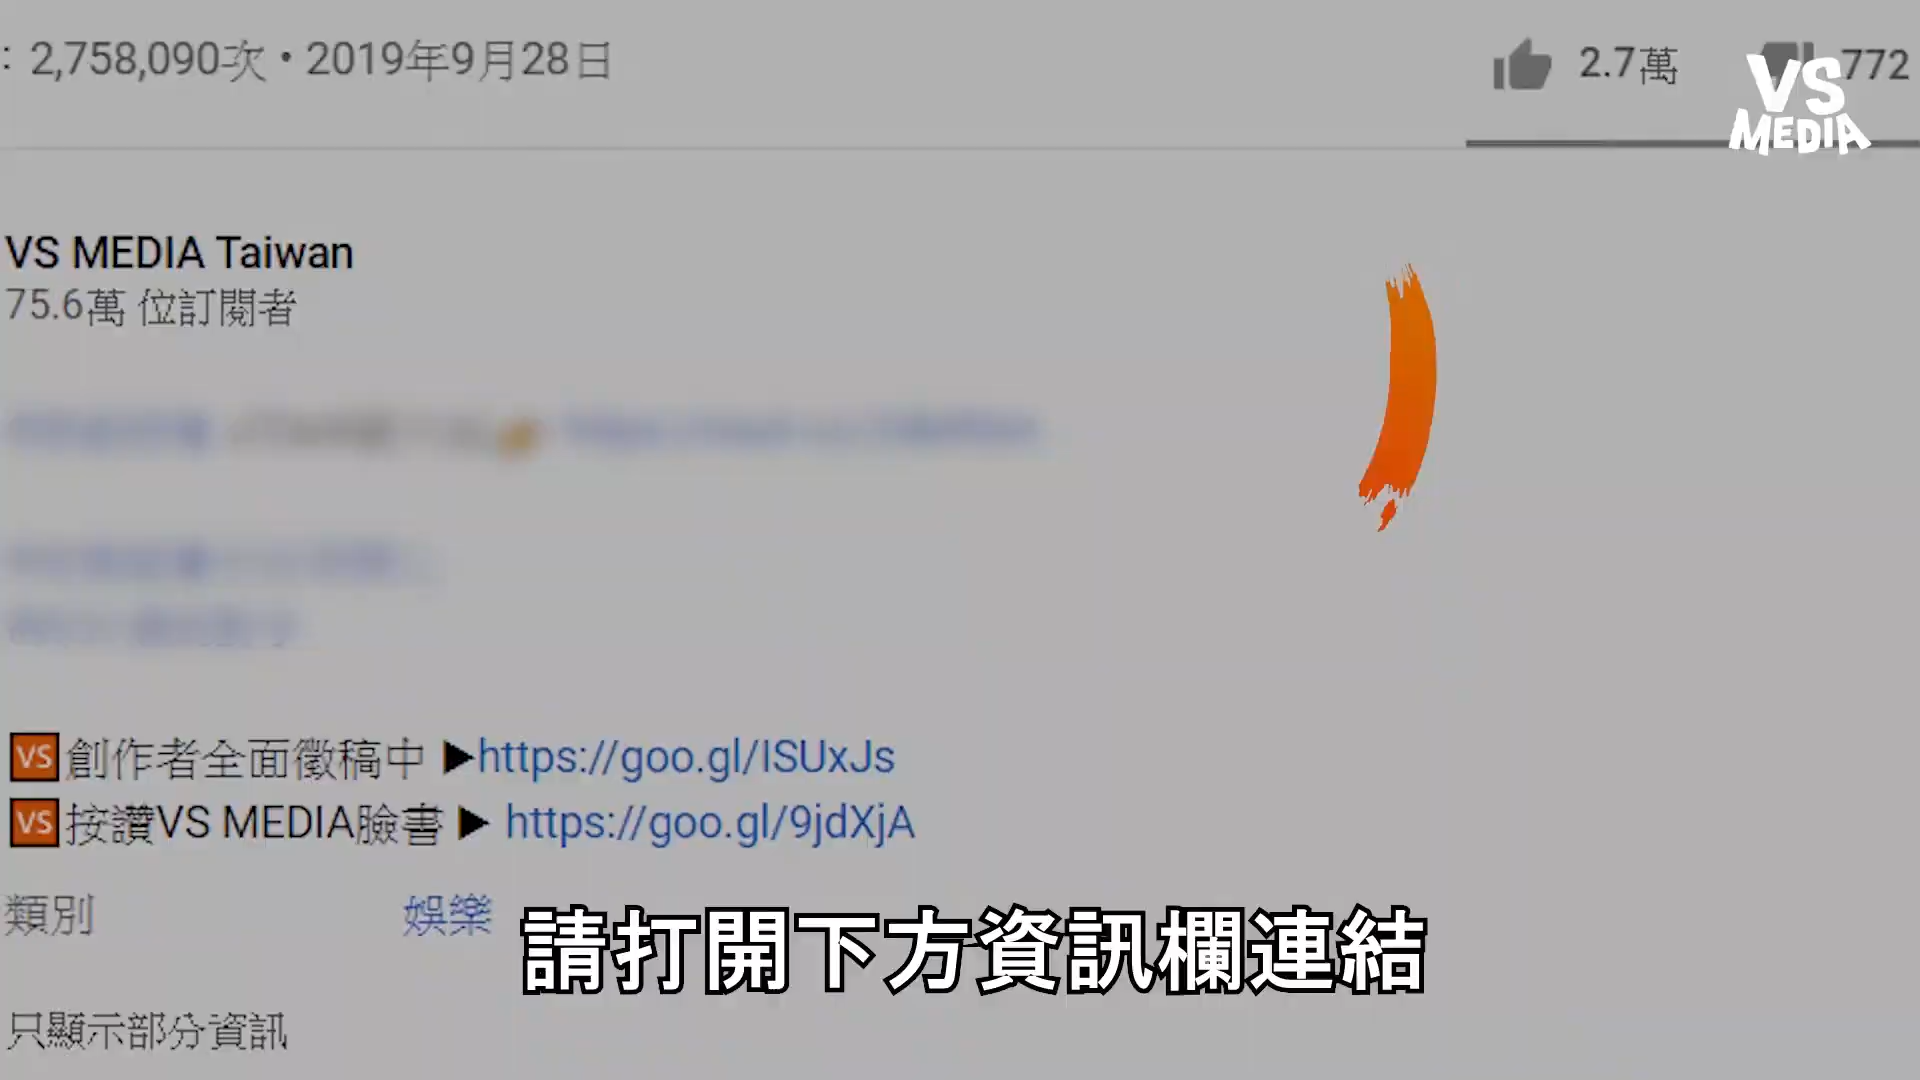 : 2,758,090次 • 2019年9月28日
2.7萬
772
VS
MEDIA
VS MEDIA Taiwan
75.6萬 位訂閱者
VS創作者全面徵稿中 ▶https://goo.gl/ISUxJs
VS按讚VS MEDIA臉書 ▶ https://goo.gl/9jdXjA
類別 娛樂
請打開下方資訊欄連結
只顯示部分資訊